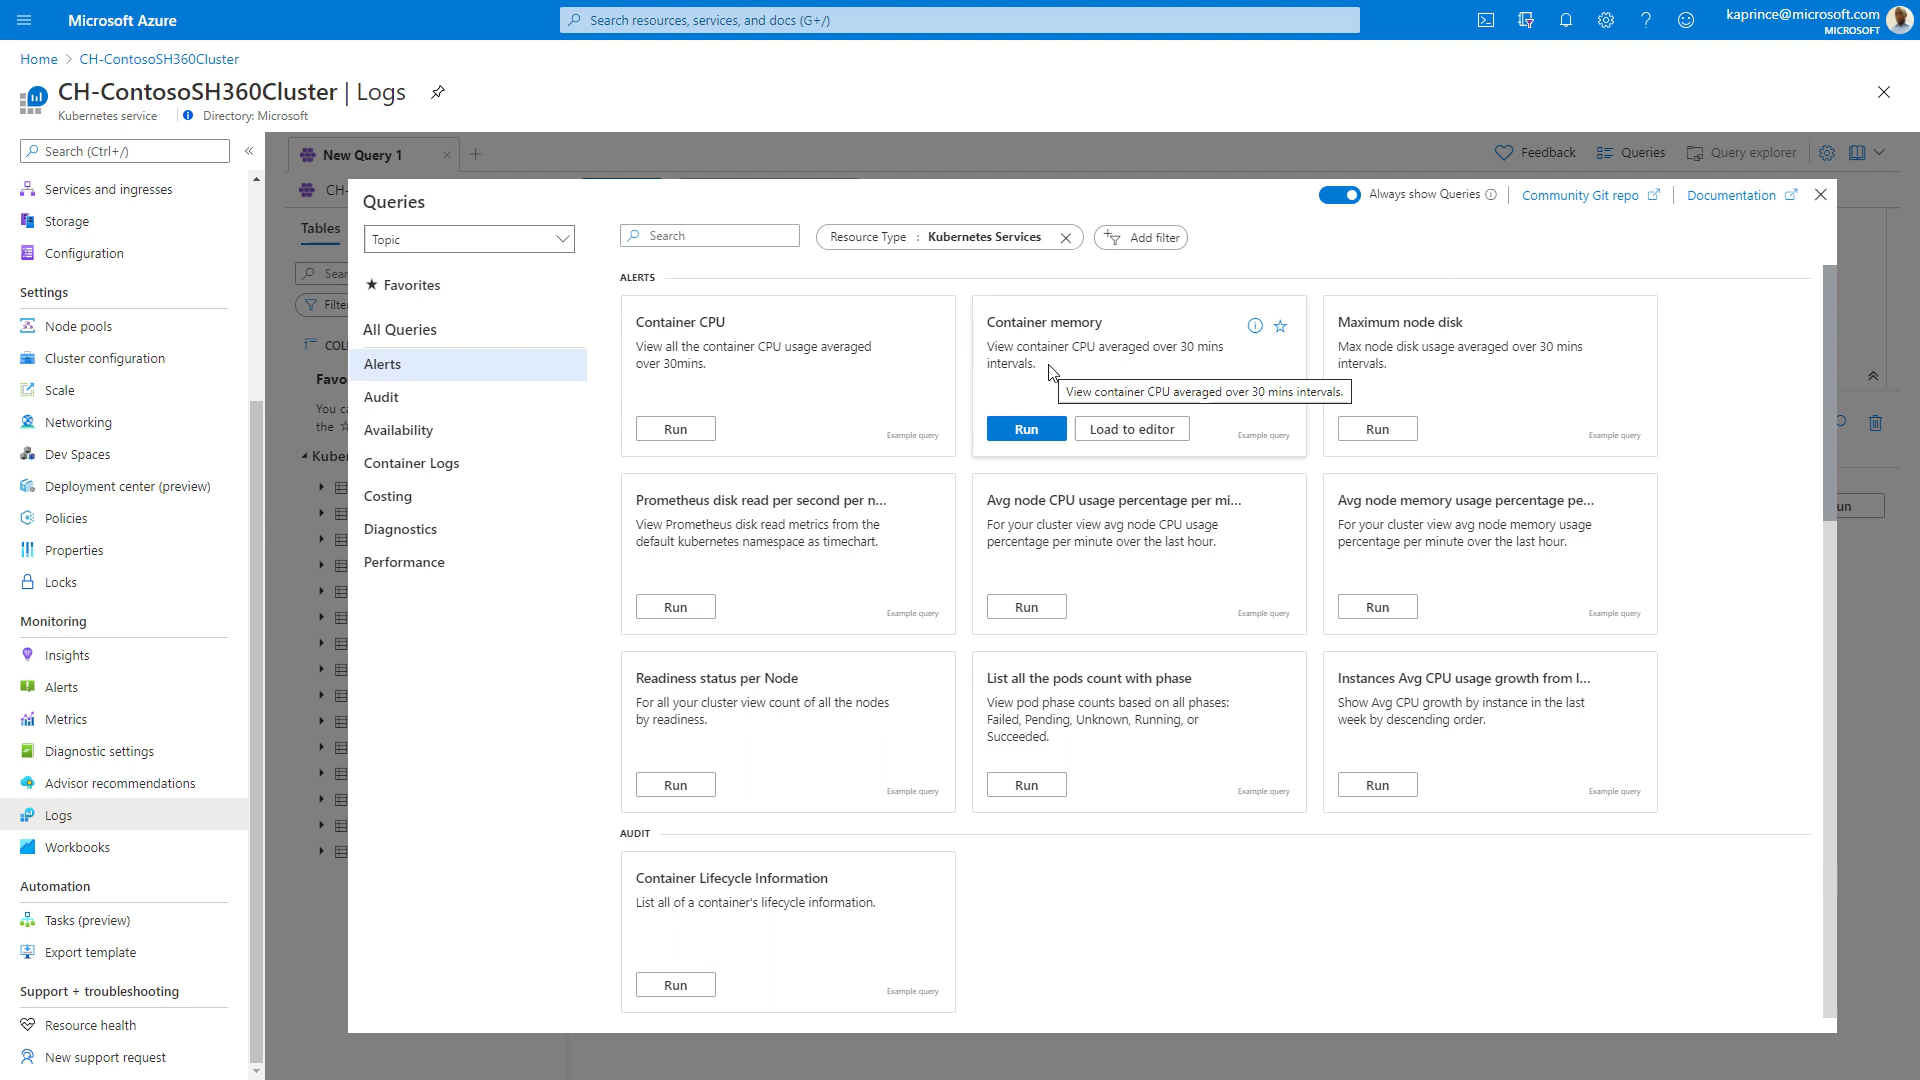 Microsoft Azure
Search resources, services, and docs (G+/)
kaprince@microsoft.com
MICROSOFT
Home > CH-ContosoSH360Cluster
CH-ContosoSH360Cluster | Logs
Kubernetes service
Directory: Microsoft
Search (Ctrl+/)
Services and ingresses
Storage
Configuration
Settings
Node pools
Cluster configuration
Scale
Networking
Dev Spaces
Deployment center (preview)
Policies
Properties
Locks
Monitoring
Insights
Alerts
Metrics
Diagnostic settings
Advisor recommendations
Logs
Workbooks
Automation
Tasks (preview)
Export template
Support + troubleshooting
Resource health
New support request
New Query 1
Feedback
Queries
Query explorer
CH-
Tables
Sear
Filte
COL
Favo
You ca
the
Kuber
un
Queries
Always show Queries
Community Git repo
Documentation
Topic
Favorites
All Queries
Alerts
Audit
Availability
Container Logs
Costing
Diagnostics
Performance
Search
Resource Type : Kubernetes Services
Add filter
ALERTS
Container CPU
View all the container CPU usage averaged
over 30mins.
Run
Example query
Container memory
View container CPU averaged over 30 mins
intervals.
View container CPU averaged over 30 mins intervals.
Run
Load to editor
Example query
Maximum node disk
Max node disk usage averaged over 30 mins
intervals.
Run
Example query
Prometheus disk read per second per n...
View Prometheus disk read metrics from the
default kubernetes namespace as timechart.
Run
Example query
Avg node CPU usage percentage per mi...
For your cluster view avg node CPU usage
percentage per minute over the last hour.
Run
Example query
Avg node memory usage percentage pe...
For your cluster view avg node memory usage
percentage per minute over the last hour.
Run
Example query
Readiness status per Node
For all your cluster view count of all the nodes
by readiness.
Run
Example query
List all the pods count with phase
View pod phase counts based on all phases:
Failed, Pending, Unknown, Running, or
Succeeded.
Run
Example query
Instances Avg CPU usage growth from l...
Show Avg CPU growth by instance in the last
week by descending order.
Run
Example query
AUDIT
Container Lifecycle Information
List all of a container's lifecycle information.
Run
Example query